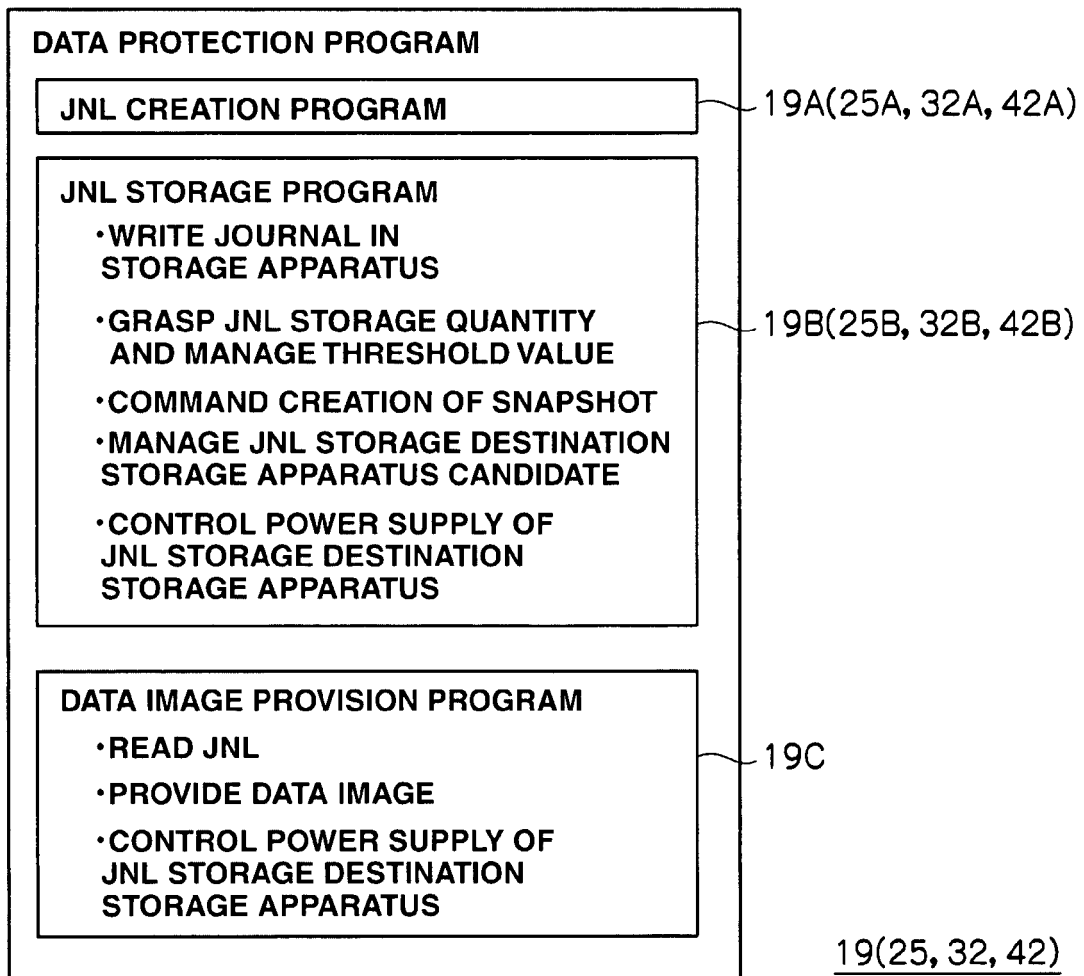 DATA PROTECTION PROGRAM
JNL CREATION PROGRAM
19A(25A, 32A, 42A)
JNL STORAGE PROGRAM
・WRITE JOURNAL IN
STORAGE APPARATUS
・GRASP JNL STORAGE QUANTITY
AND MANAGE THRESHOLD VALUE
19B(25B, 32B, 42B)
・COMMAND CREATION OF SNAPSHOT
・MANAGE JNL STORAGE DESTINATION
STORAGE APPARATUS CANDIDATE
・CONTROL POWER SUPPLY OF
JNL STORAGE DESTINATION
STORAGE APPARATUS
DATA IMAGE PROVISION PROGRAM
・READ JNL
19C
・PROVIDE DATA IMAGE
・CONTROL POWER SUPPLY OF
JNL STORAGE DESTINATION
STORAGE APPARATUS
19(25, 32, 42)